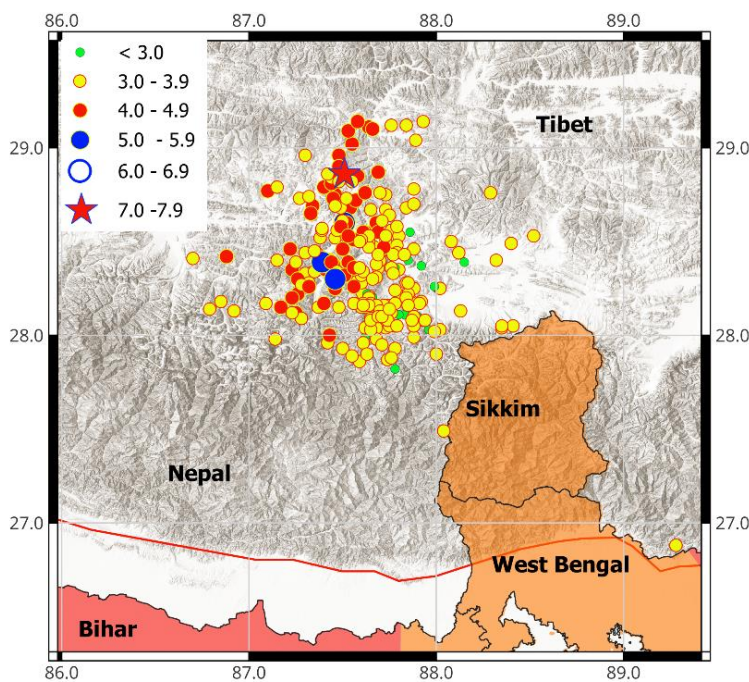 86.0 87.0 88.0 89.0
< 3.0
3.0 - 3.9
4.0 - 4.9
5.0 - 5.9
6.0 - 6.9
7.0 -7.9
Tibet
29.0 29.0
28.0 28.0
Sikkim
Nepal
27.0 27.0
West Bengal
Bihar
86.0 87.0 88.0 89.0